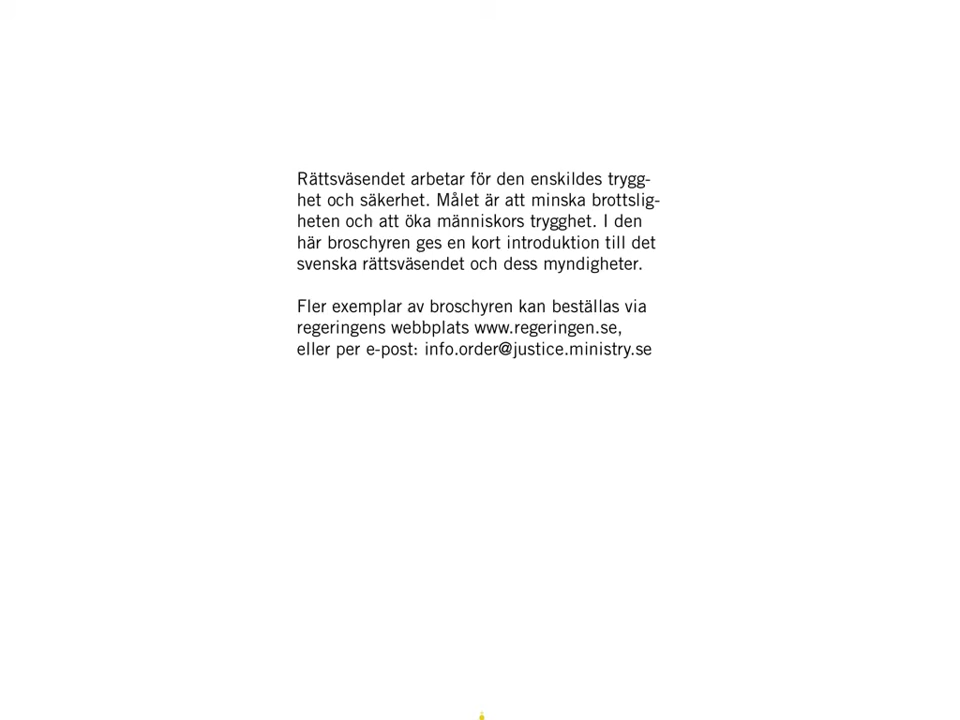 Rättsväsendet arbetar för den enskildes trygg-
het och säkerhet. Målet är att minska brottslig-
heten och att öka människors trygghet. I den
här broschyren ges en kort introduktion till det
svenska rättsväsendet och dess myndigheter.
Fler exemplar av broschyren kan beställas via
regeringens webbplats www.regeringen.se,
eller per e-post: info.order@justice.ministry.se